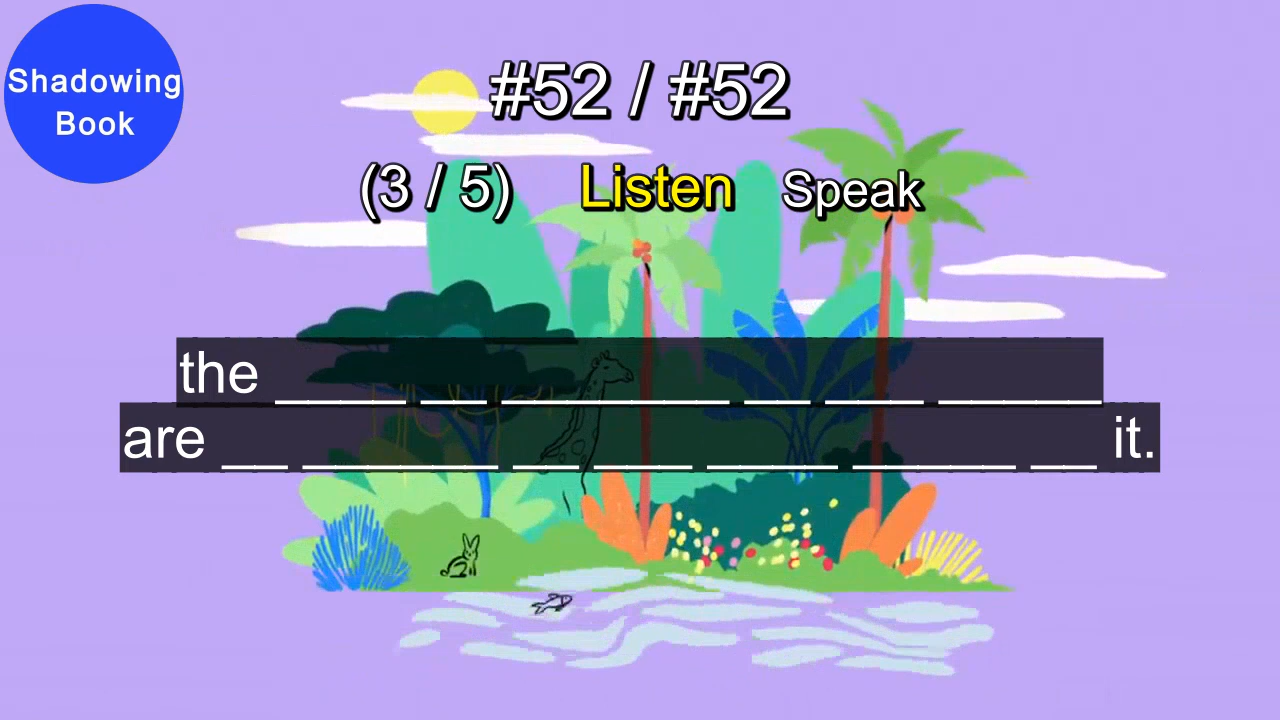 Shadowing
Book
#52 / #52
(3 / 5) Listen Speak
the ____ __ _______ __ ___ _____
are __ ______ __ ___ ____ _____ __ it.